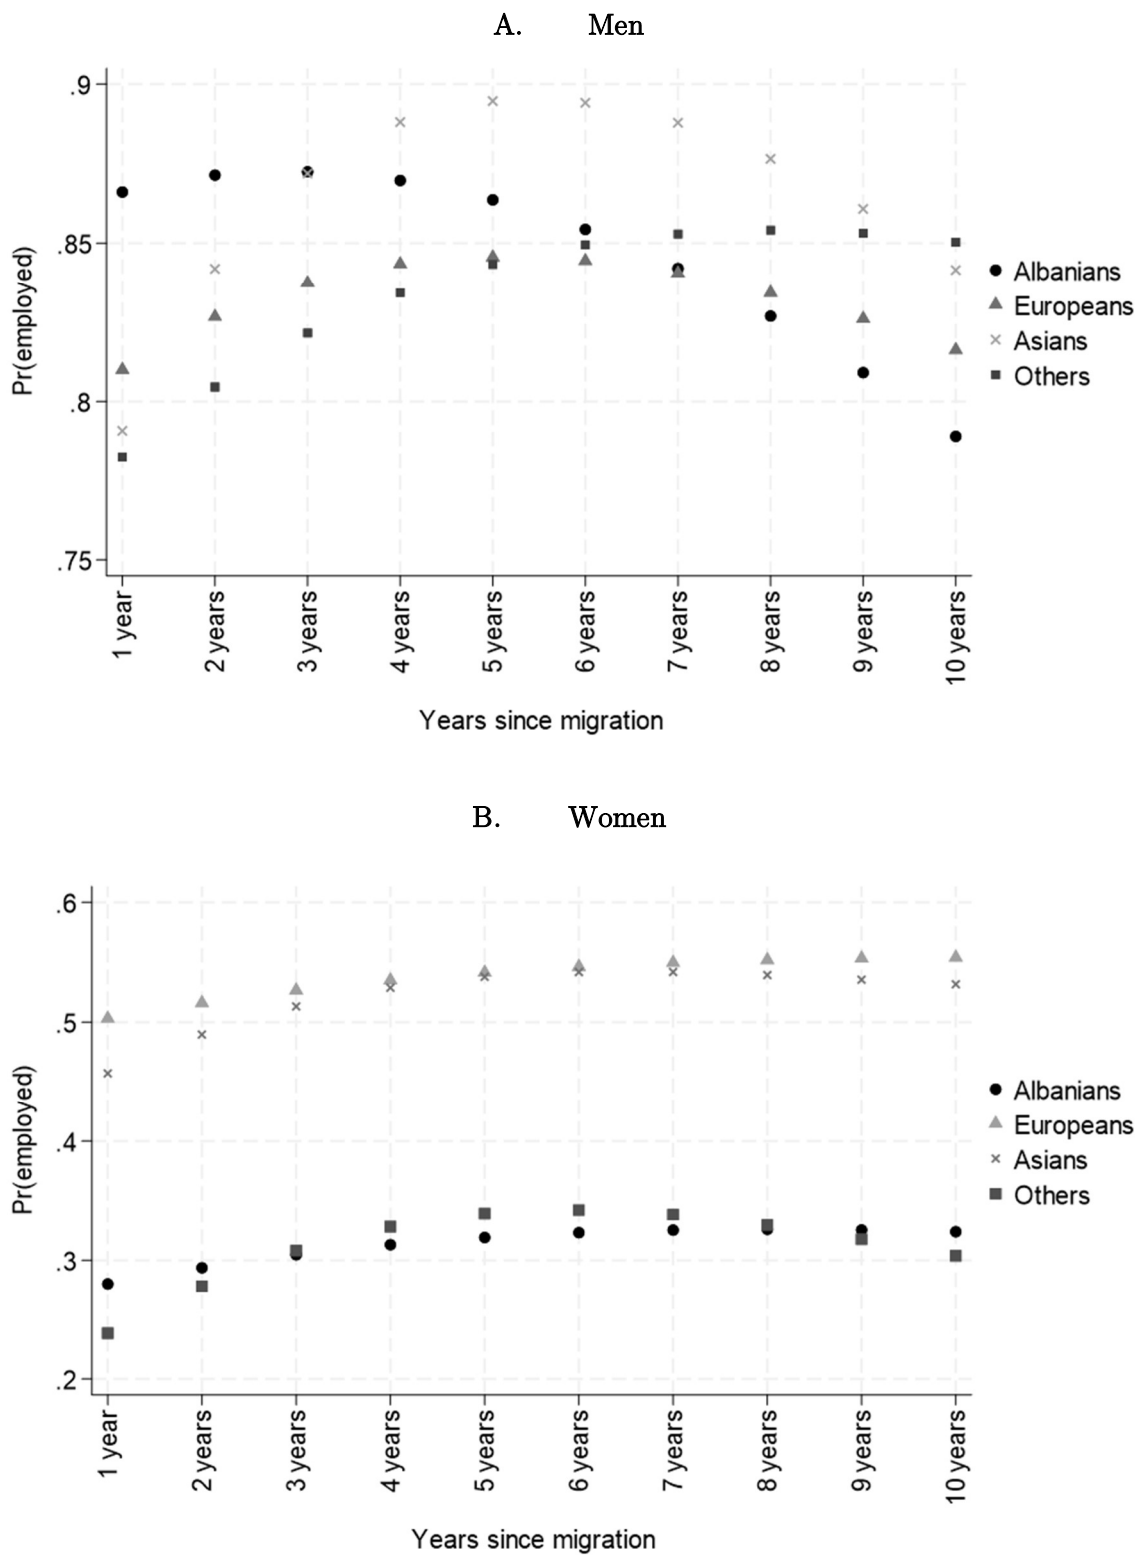 A. Men
.9
.85
.8
.75
Pr(employed)
1 year
2 years
3 years
4 years
5 years
6 years
7 years
8 years
9 years
10 years
Years since migration
Albanians
Europeans
Asians
Others
B. Women
.6
.5
.4
.3
.2
Pr(employed)
1 year
2 years
3 years
4 years
5 years
6 years
7 years
8 years
9 years
10 years
Years since migration
Albanians
Europeans
Asians
Others